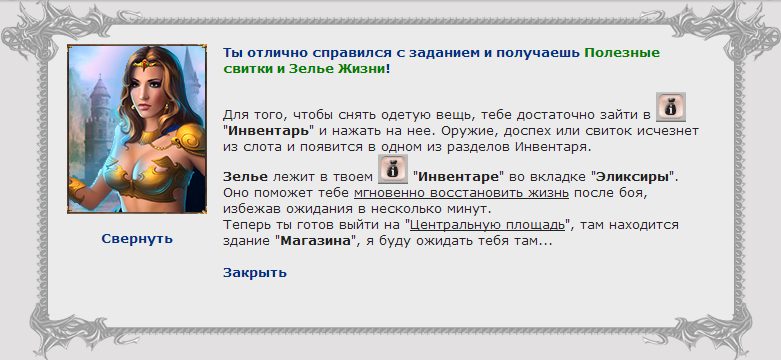 Ты отлично справился с заданием и получаешь Полезные
свитки и Зелье Жизни!
Для того, чтобы снять одетую вещь, тебе достаточно зайти в
"Инвентарь" и нажать на нее. Оружие, доспех или свиток исчезнет
из слота и появится в одном из разделов Инвентаря.
Зелье лежит в твоем "Инвентаре" во вкладке "Эликсиры".
Оно поможет тебе мгновенно восстановить жизнь после боя,
избежав ожидания в несколько минут.
Теперь ты готов выйти на "Центральную площадь", там находится
здание "Магазина", я буду ожидать тебя там...
Свернуть
Закрыть